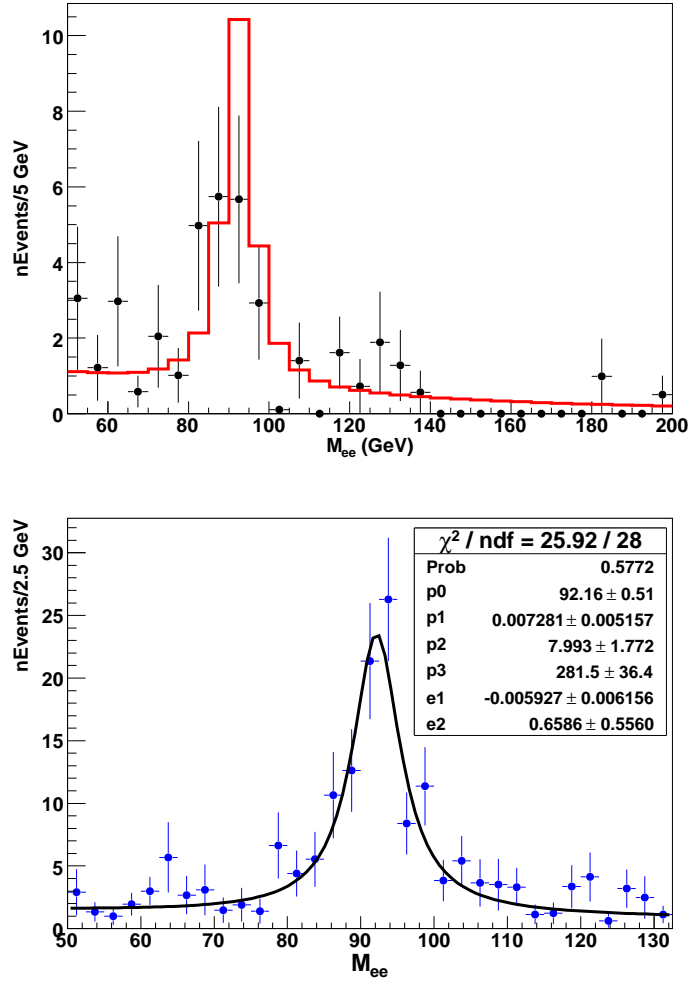 nEvents/5 GeV
10
8
6
4
2
0
60 80 100 120 140 160 180 200
M_ee (GeV)
nEvents/2.5 GeV
30
25
20
15
10
5
0
50 60 70 80 90 100 110 120 130
M_ee
χ² / ndf = 25.92 / 28
Prob 0.5772
p0 92.16 ± 0.51
p1 0.007281 ± 0.005157
p2 7.993 ± 1.772
p3 281.5 ± 36.4
e1 -0.005927 ± 0.006156
e2 0.6586 ± 0.5560